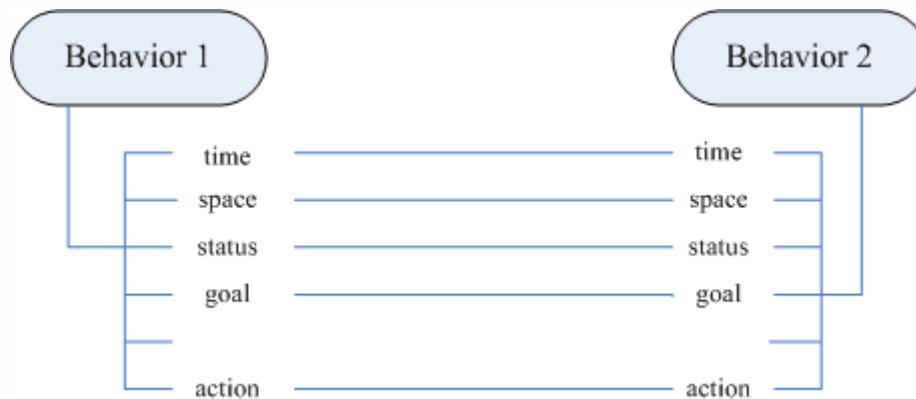 Behavior 1
Behavior 2
time
time
space
space
status
status
goal
goal
action
action